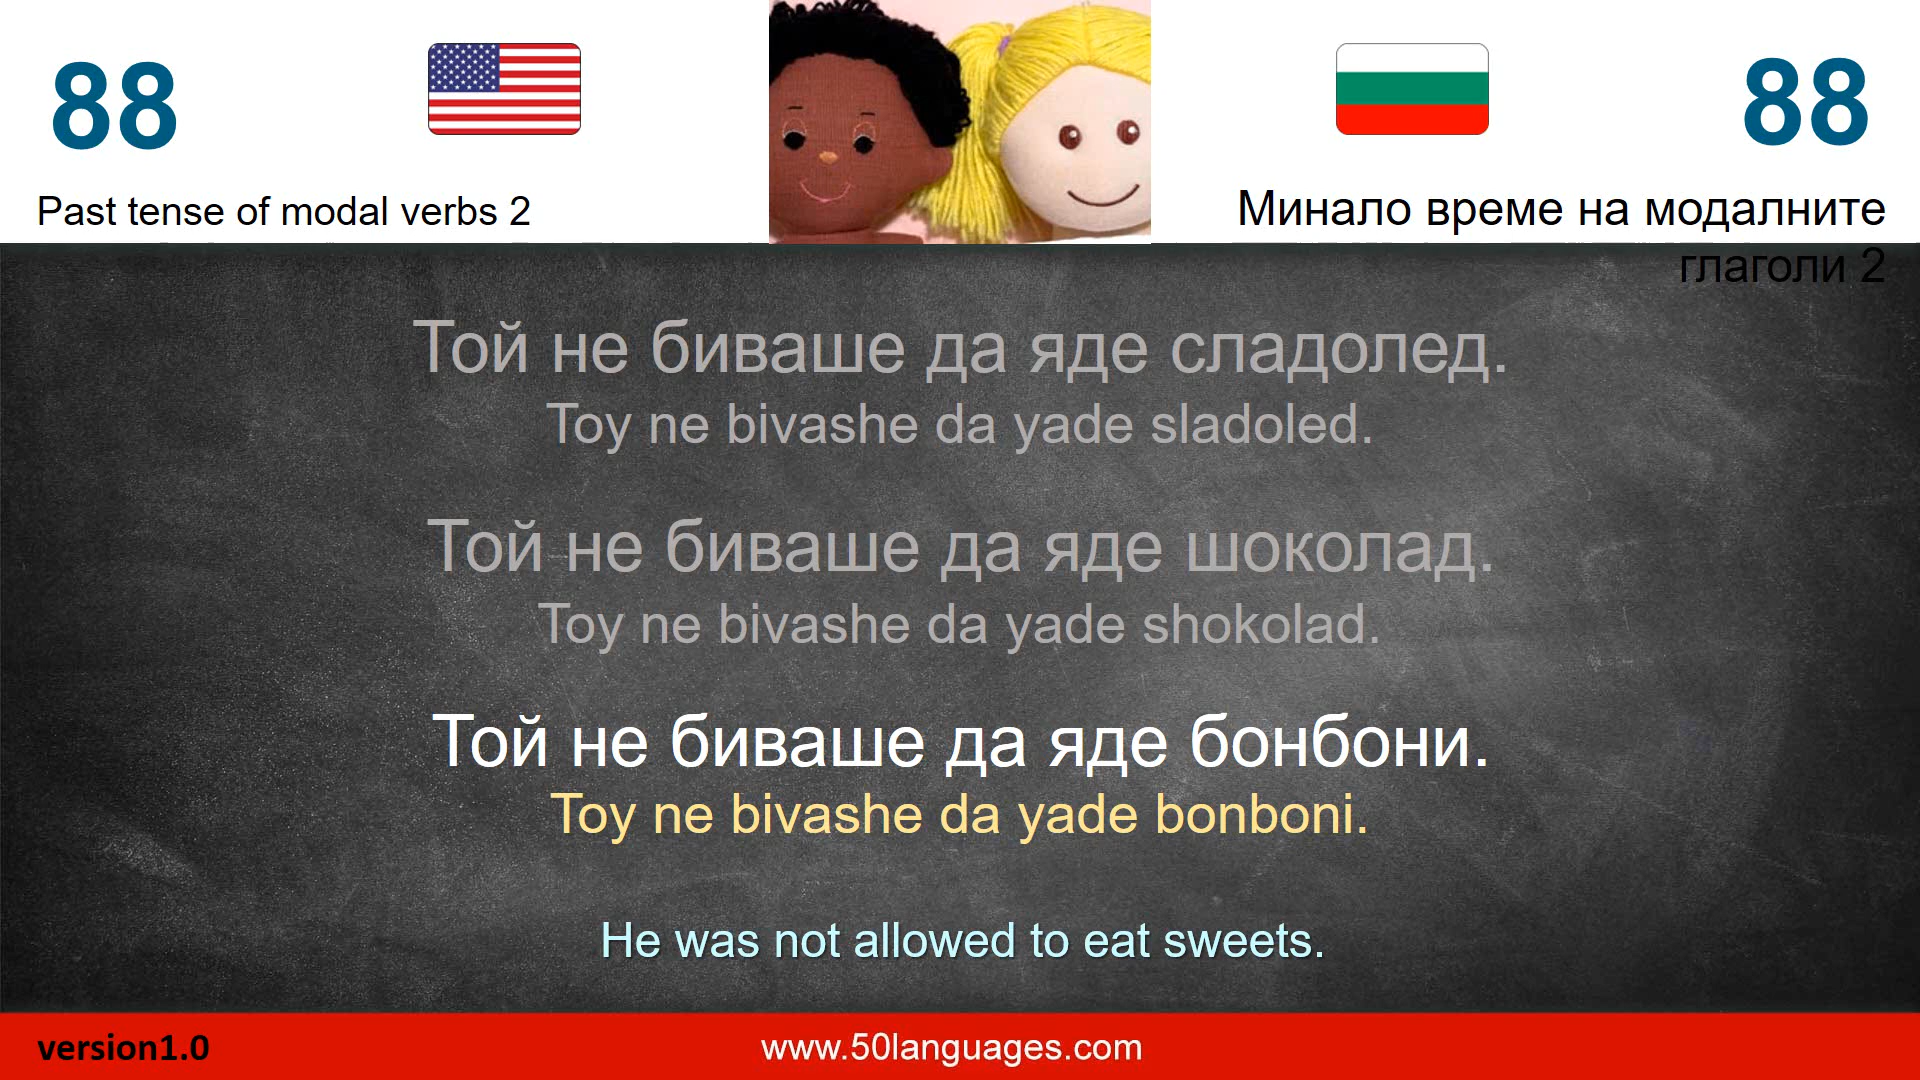 88
88
Past tense of modal verbs 2
Минало време на модалните
глаголи 2
Той не биваше да яде сладолед.
Toy ne bivashe da yade sladoled.
Той не биваше да яде шоколад.
Toy ne bivashe da yade shokolad.
Той не биваше да яде бонбони.
Toy ne bivashe da yade bonboni.
He was not allowed to eat sweets.
version1.0
www.50languages.com